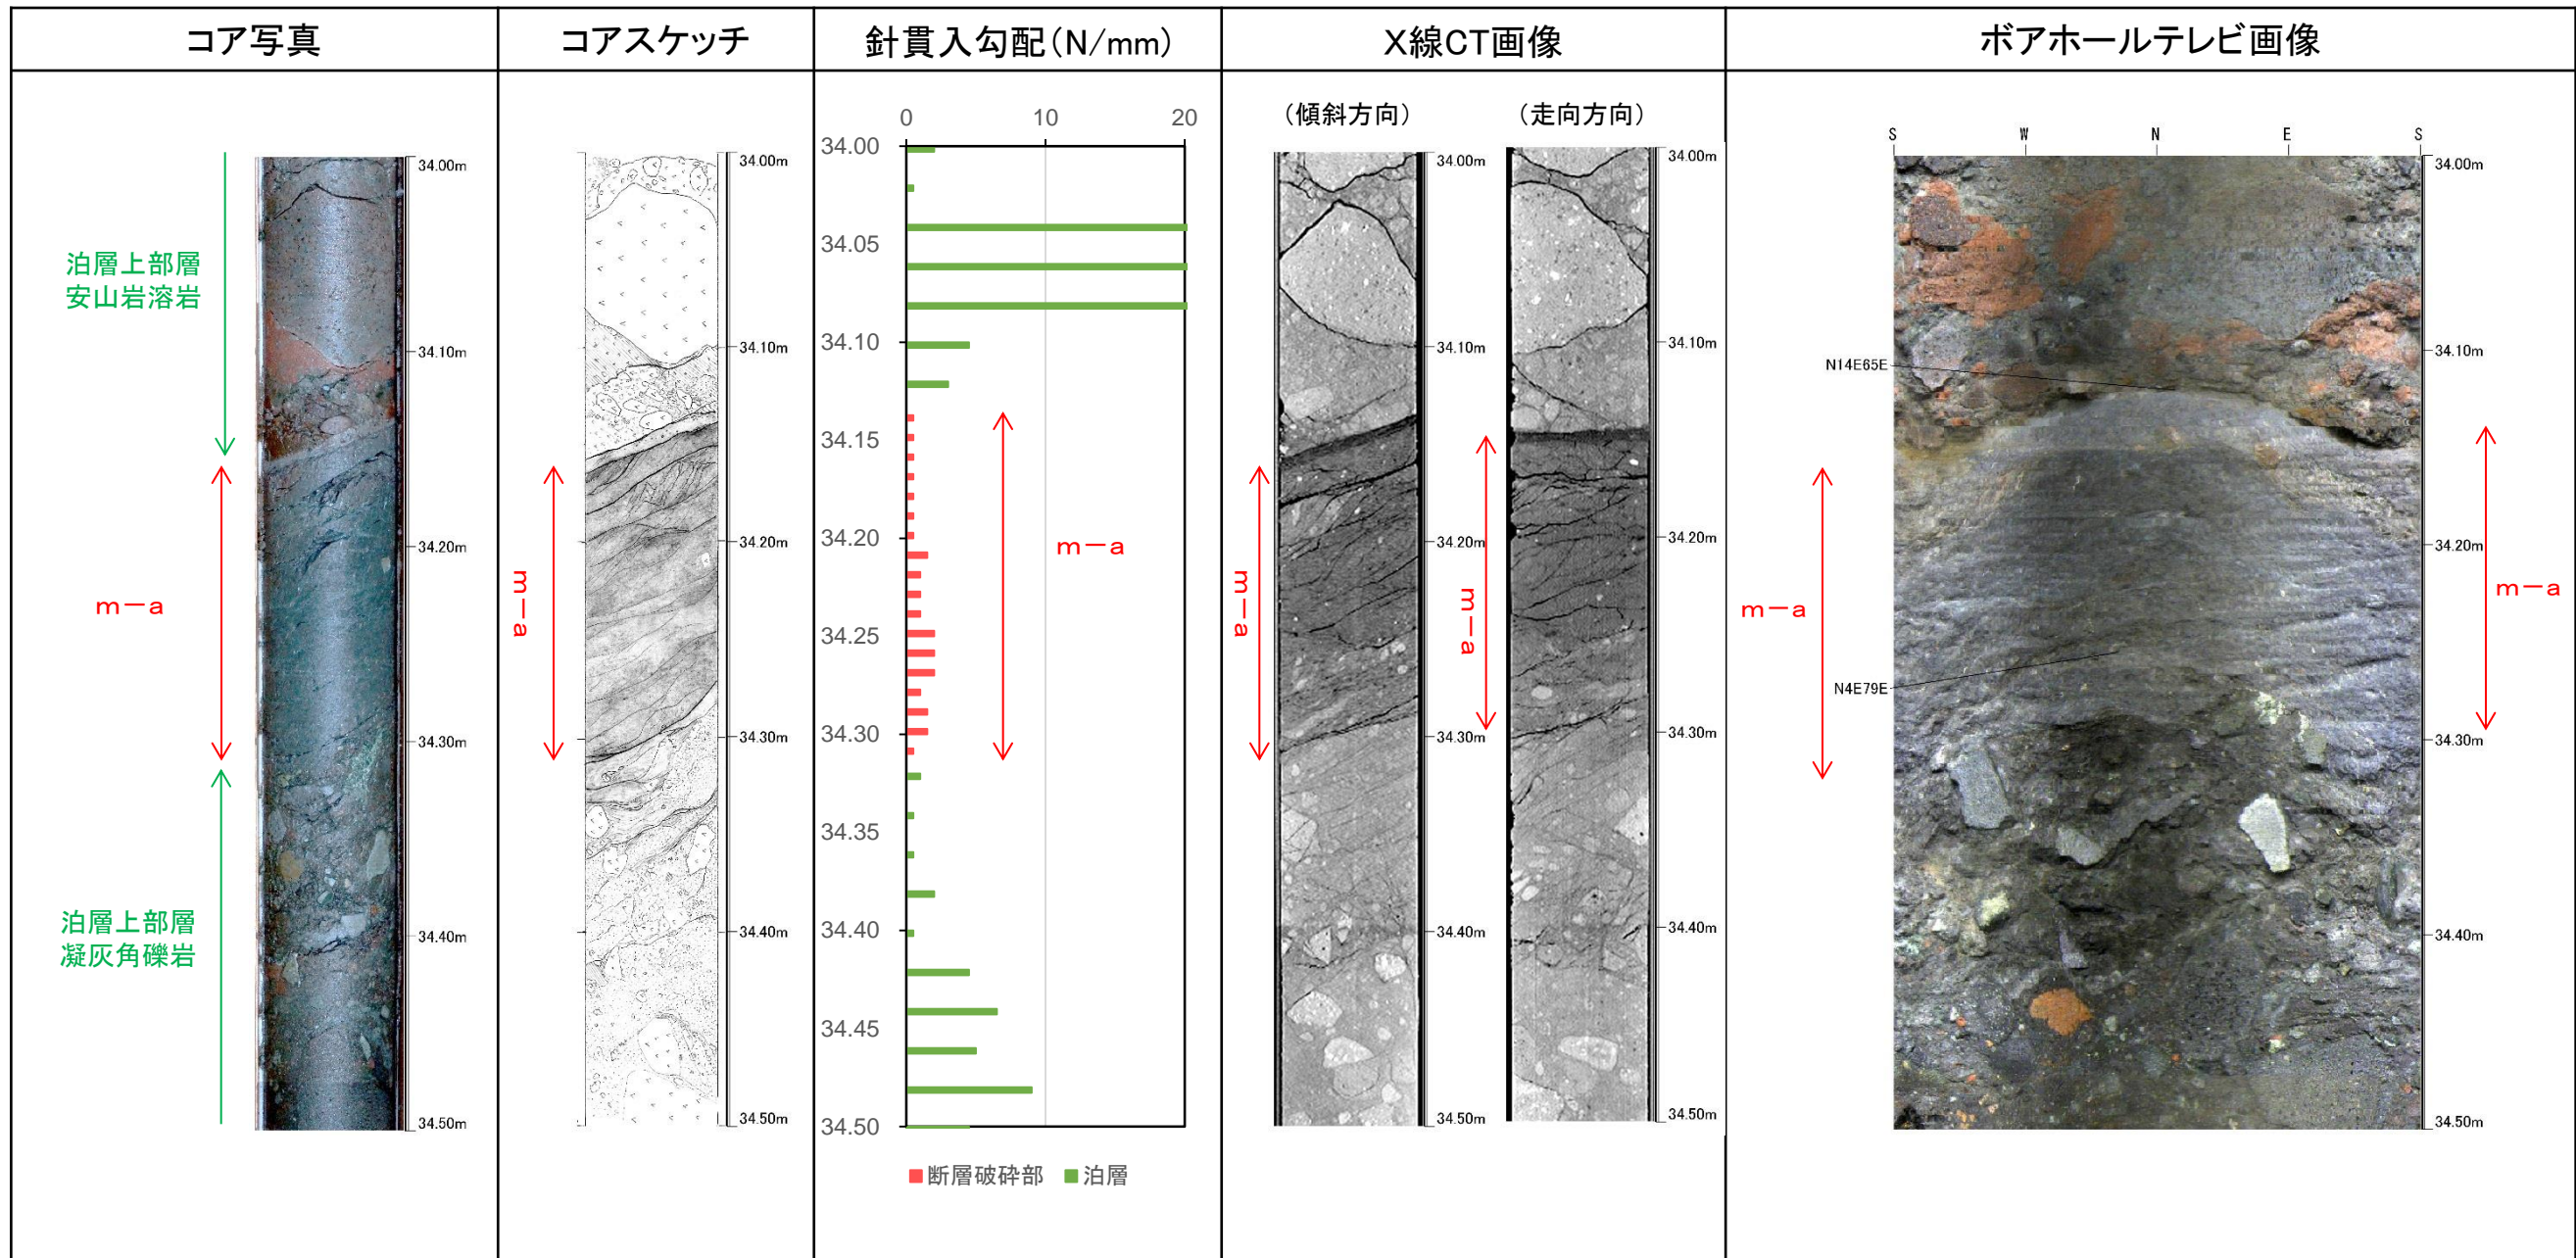 コア写真
コアスケッチ
針貫入勾配(N/mm)
X線CT画像
ボアホールテレビ画像
泊層上部層
安山岩溶岩
m-a
泊層上部層
凝灰角礫岩
34.00m
34.10m
34.20m
34.30m
34.40m
34.50m
m-a
34.00m
34.10m
34.20m
34.30m
34.40m
34.50m
0 10 20
34.00
34.05
34.10
34.15
34.20
34.25
34.30
34.35
34.40
34.45
34.50
m-a
断層破砕部 泊層
(傾斜方向)
m-a
34.00m
34.10m
34.20m
34.30m
34.40m
34.50m
(走向方向)
m-a
34.00m
34.10m
34.20m
34.30m
34.40m
34.50m
S W N E S
N14E65E
m-a
N4E79E
34.00m
34.10m
34.20m
34.30m
34.40m
34.50m
m-a